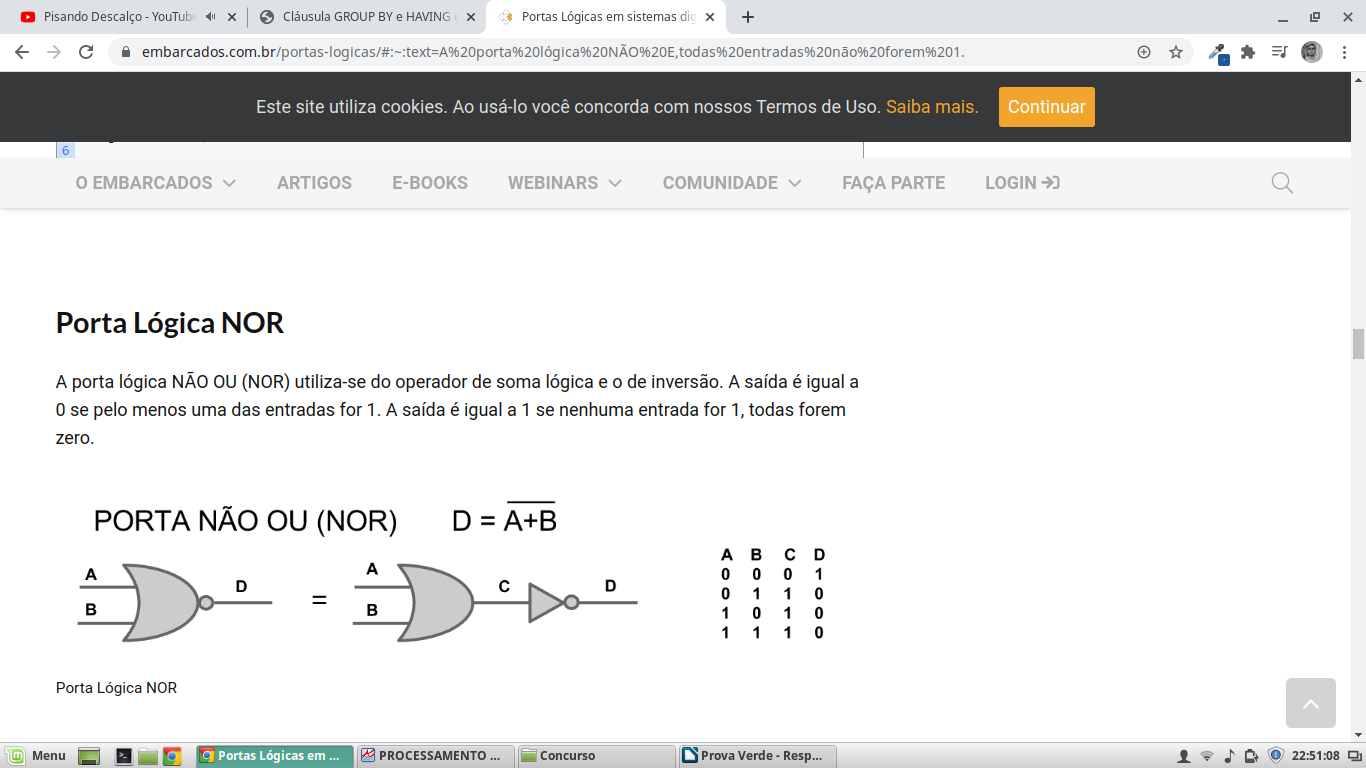 Pisando Descalço - YouTube
Cláusula GROUP BY e HAVING e
Portas Lógicas em sistemas dig
embarcados.com.br/portas-logicas/#:~:text=A%20porta%20lógica%20NÃO%20E,todas%20entradas%20não%20forem%201.
Este site utiliza cookies. Ao usá-lo você concorda com nossos Termos de Uso. Saiba mais. Continuar
6
O EMBARCADOS ARTIGOS E-BOOKS WEBINARS COMUNIDADE FAÇA PARTE LOGIN
Porta Lógica NOR
A porta lógica NÃO OU (NOR) utiliza-se do operador de soma lógica e o de inversão. A saída é igual a
0 se pelo menos uma das entradas for 1. A saída é igual a 1 se nenhuma entrada for 1, todas forem
zero.
PORTA NÃO OU (NOR) D = A+B
A B D = A B C D
A B C D
0 0 0 1
0 1 1 0
1 0 1 0
1 1 1 0
Porta Lógica NOR
Menu Portas Lógicas em ... PROCESSAMENTO ... Concurso Prova Verde - Resp... 22:51:08